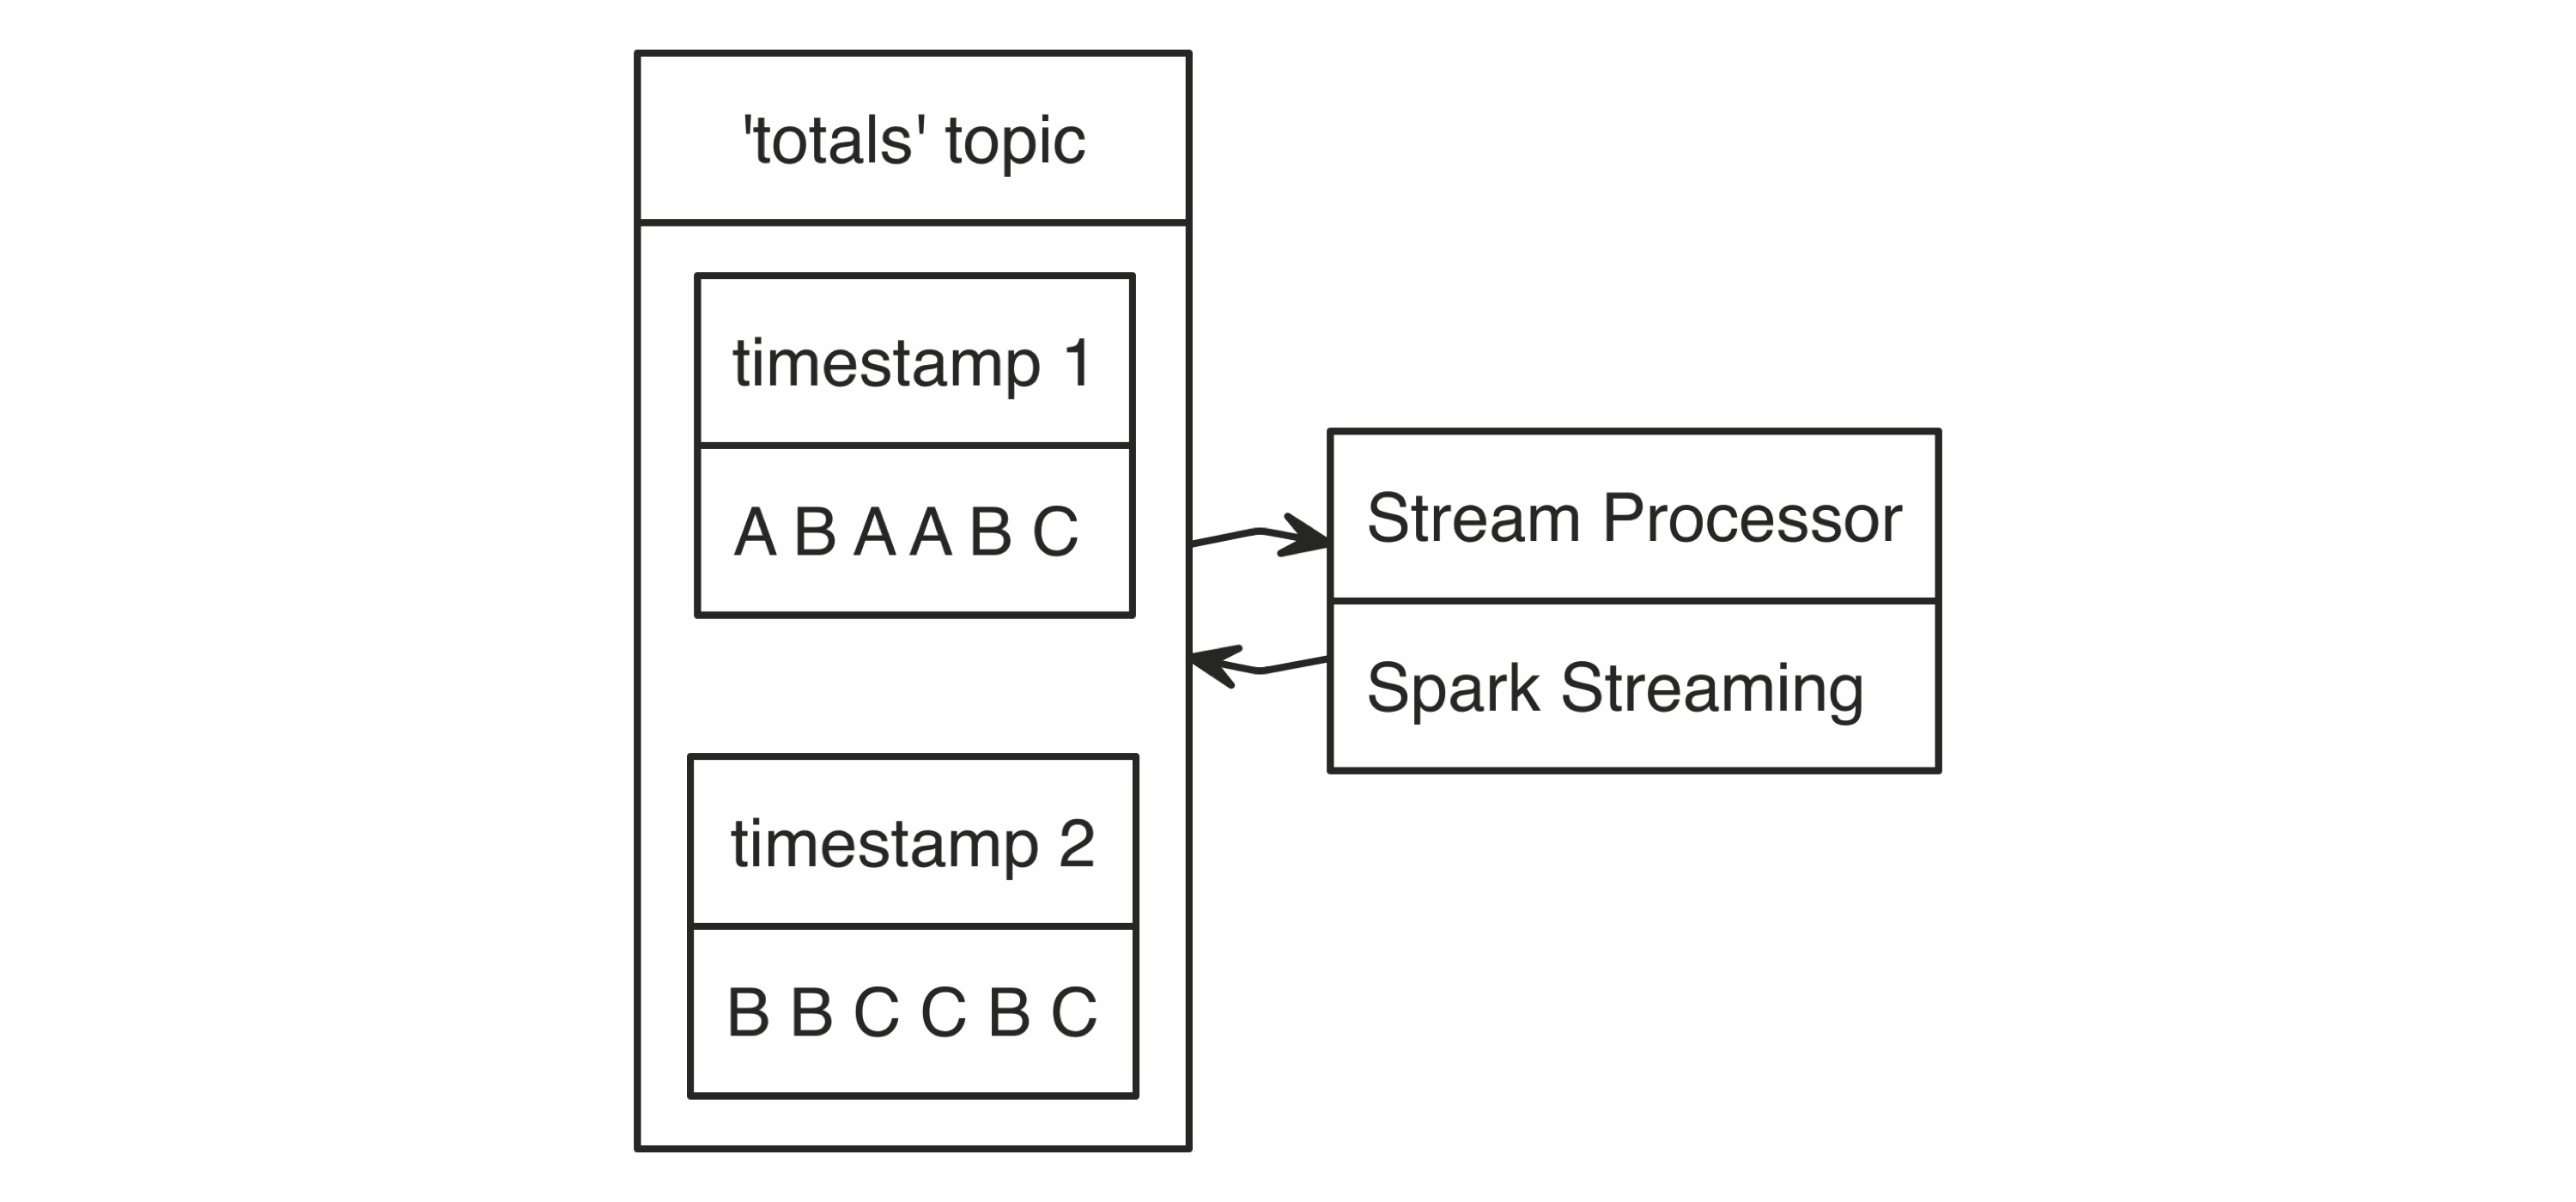 'totals' topic
timestamp 1
A B A A B C
timestamp 2
B B C C B C
Stream Processor
Spark Streaming